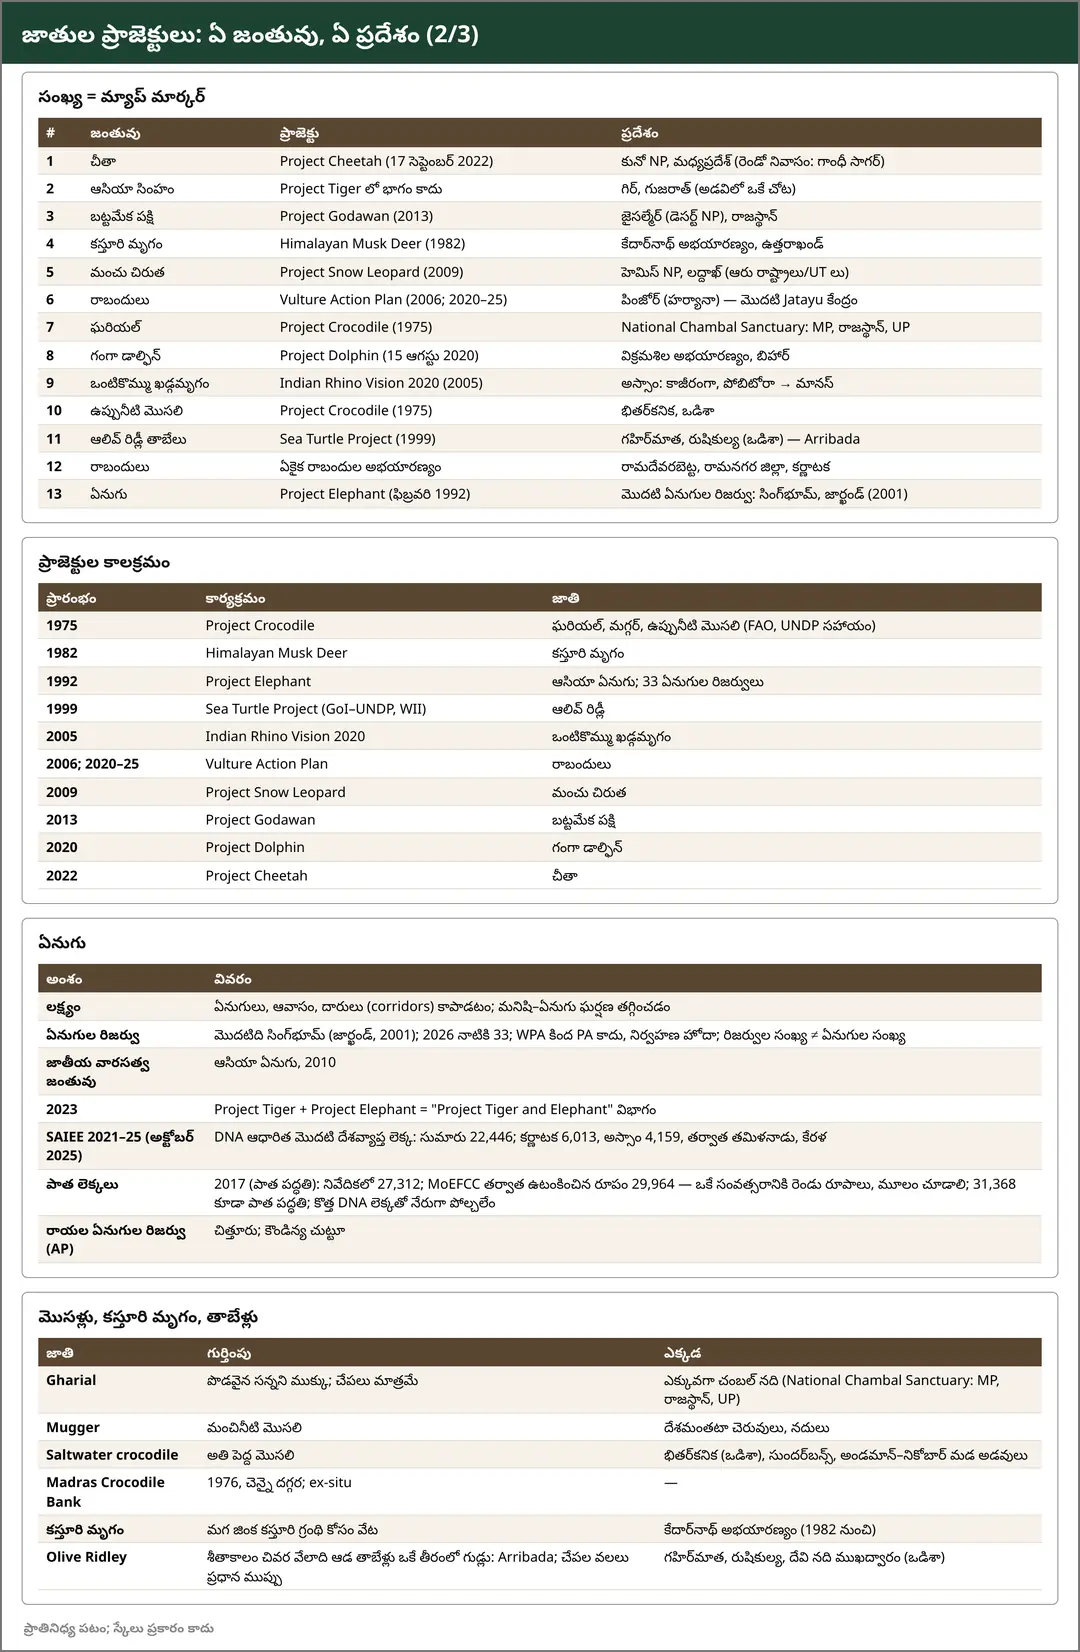 జాతుల ప్రాజెక్టులు: ఏ జంతువు, ఏ ప్రదేశం (2/3)
సంఖ్య = మ్యాప్ మార్కర్
# జంతువు ప్రాజెక్టు ప్రదేశం
1 చీతా Project Cheetah (17 సెప్టెంబర్ 2022) కునో NP, మధ్యప్రదేశ్ (రెండో నివాసం: గాంధీ సాగర్)
2 ఆసియా సింహం Project Tiger లో భాగం కాదు గిర్, గుజరాత్ (అడవిలో ఒకే చోట)
3 బట్టమేక పక్షి Project Godawan (2013) జైసల్మేర్ (డెసర్ట్ NP), రాజస్థాన్
4 కస్తూరి మృగం Himalayan Musk Deer (1982) కేదార్‌నాథ్ అభయారణ్యం, ఉత్తరాఖండ్
5 మంచు చిరుత Project Snow Leopard (2009) హెమిస్ NP, లద్దాఖ్ (ఆరు రాష్ట్రాలు/UT లు)
6 రాబందులు Vulture Action Plan (2006; 2020–25) పింజోర్ (హర్యానా) — మొదటి Jatayu కేంద్రం
7 ఘరియల్ Project Crocodile (1975) National Chambal Sanctuary: MP, రాజస్థాన్, UP
8 గంగా డాల్ఫిన్ Project Dolphin (15 ఆగస్టు 2020) విక్రమశిల అభయారణ్యం, బిహార్
9 ఒంటికొమ్ము ఖడ్గమృగం Indian Rhino Vision 2020 (2005) అస్సాం: కాజీరంగా, పోబిటోరా → మానస్
10 ఉప్పునీటి మొసలి Project Crocodile (1975) భితర్‌కనిక, ఒడిశా
11 ఆలివ్ రిడ్లీ తాబేలు Sea Turtle Project (1999) గహిర్‌మాత, రుషికుల్య (ఒడిశా) — Arribada
12 రాబందులు ఏకైక రాబందుల అభయారణ్యం రామదేవరబెట్ట, రామనగర జిల్లా, కర్ణాటక
13 ఏనుగు Project Elephant (ఫిబ్రవరి 1992) మొదటి ఏనుగుల రిజర్వు: సింగ్‌భూమ్, జార్ఖండ్ (2001)
ప్రాజెక్టుల కాలక్రమం
ప్రారంభం కార్యక్రమం జాతి
1975 Project Crocodile ఘరియల్, మగ్గర్, ఉప్పునీటి మొసలి (FAO, UNDP సహాయం)
1982 Himalayan Musk Deer కస్తూరి మృగం
1992 Project Elephant ఆసియా ఏనుగు; 33 ఏనుగుల రిజర్వులు
1999 Sea Turtle Project (GoI–UNDP, WII) ఆలివ్ రిడ్లీ
2005 Indian Rhino Vision 2020 ఒంటికొమ్ము ఖడ్గమృగం
2006; 2020–25 Vulture Action Plan రాబందులు
2009 Project Snow Leopard మంచు చిరుత
2013 Project Godawan బట్టమేక పక్షి
2020 Project Dolphin గంగా డాల్ఫిన్
2022 Project Cheetah చీతా
ఏనుగు
అంశం వివరం
లక్ష్యం ఏనుగులు, ఆవాసం, దారులు (corridors) కాపాడటం; మనిషి–ఏనుగు ఘర్షణ తగ్గించడం
ఏనుగుల రిజర్వు మొదటిది సింగ్‌భూమ్ (జార్ఖండ్, 2001); 2026 నాటికి 33; WPA కింద PA కాదు, నిర్వహణ హోదా; రిజర్వుల సంఖ్య ≠ ఏనుగుల సంఖ్య
జాతీయ వారసత్వ ఆసియా ఏనుగు, 2010
జంతువు
2023 Project Tiger + Project Elephant = "Project Tiger and Elephant" విభాగం
SAIEE 2021–25 (అక్టోబర్ DNA ఆధారిత మొదటి దేశవ్యాప్త లెక్క: సుమారు 22,446; కర్ణాటక 6,013, అస్సాం 4,159, తర్వాత తమిళనాడు, కేరళ
2025)
పాత లెక్కలు 2017 (పాత పద్ధతి): నివేదికలో 27,312; MoEFCC తర్వాత ఉటంకించిన రూపం 29,964 — ఒకే సంవత్సరానికి రెండు రూపాలు, మూలం చూడాలి; 31,368
కూడా పాత పద్ధతి; కొత్త DNA లెక్కతో నేరుగా పోల్చలేం
రాయల ఏనుగుల రిజర్వు చిత్తూరు; కౌండిన్య చుట్టూ
(AP)
మొసళ్లు, కస్తూరి మృగం, తాబేళ్లు
జాతి గుర్తింపు ఎక్కడ
Gharial పొడవైన సన్నని ముక్కు; చేపలు మాత్రమే ఎక్కువగా చంబల్ నది (National Chambal Sanctuary: MP,
రాజస్థాన్, UP)
Mugger మంచినీటి మొసలి దేశమంతటా చెరువులు, నదులు
Saltwater crocodile అతి పెద్ద మొసలి భితర్‌కనిక (ఒడిశా), సుందర్‌బన్స్, అండమాన్–నికోబార్ మడ అడవులు
Madras Crocodile 1976, చెన్నై దగ్గర; ex-situ —
Bank
కస్తూరి మృగం మగ జింక కస్తూరి గ్రంథి కోసం వేట కేదార్‌నాథ్ అభయారణ్యం (1982 నుంచి)
Olive Ridley శీతాకాలం చివర వేలాది ఆడ తాబేళ్లు ఒకే తీరంలో గుడ్లు: Arribada; చేపల వలలు గహిర్‌మాత, రుషికుల్య, దేవి నది ముఖద్వారం (ఒడిశా)
ప్రధాన ముప్పు
ప్రాతినిధ్య పటం; స్కేలు ప్రకారం కాదు